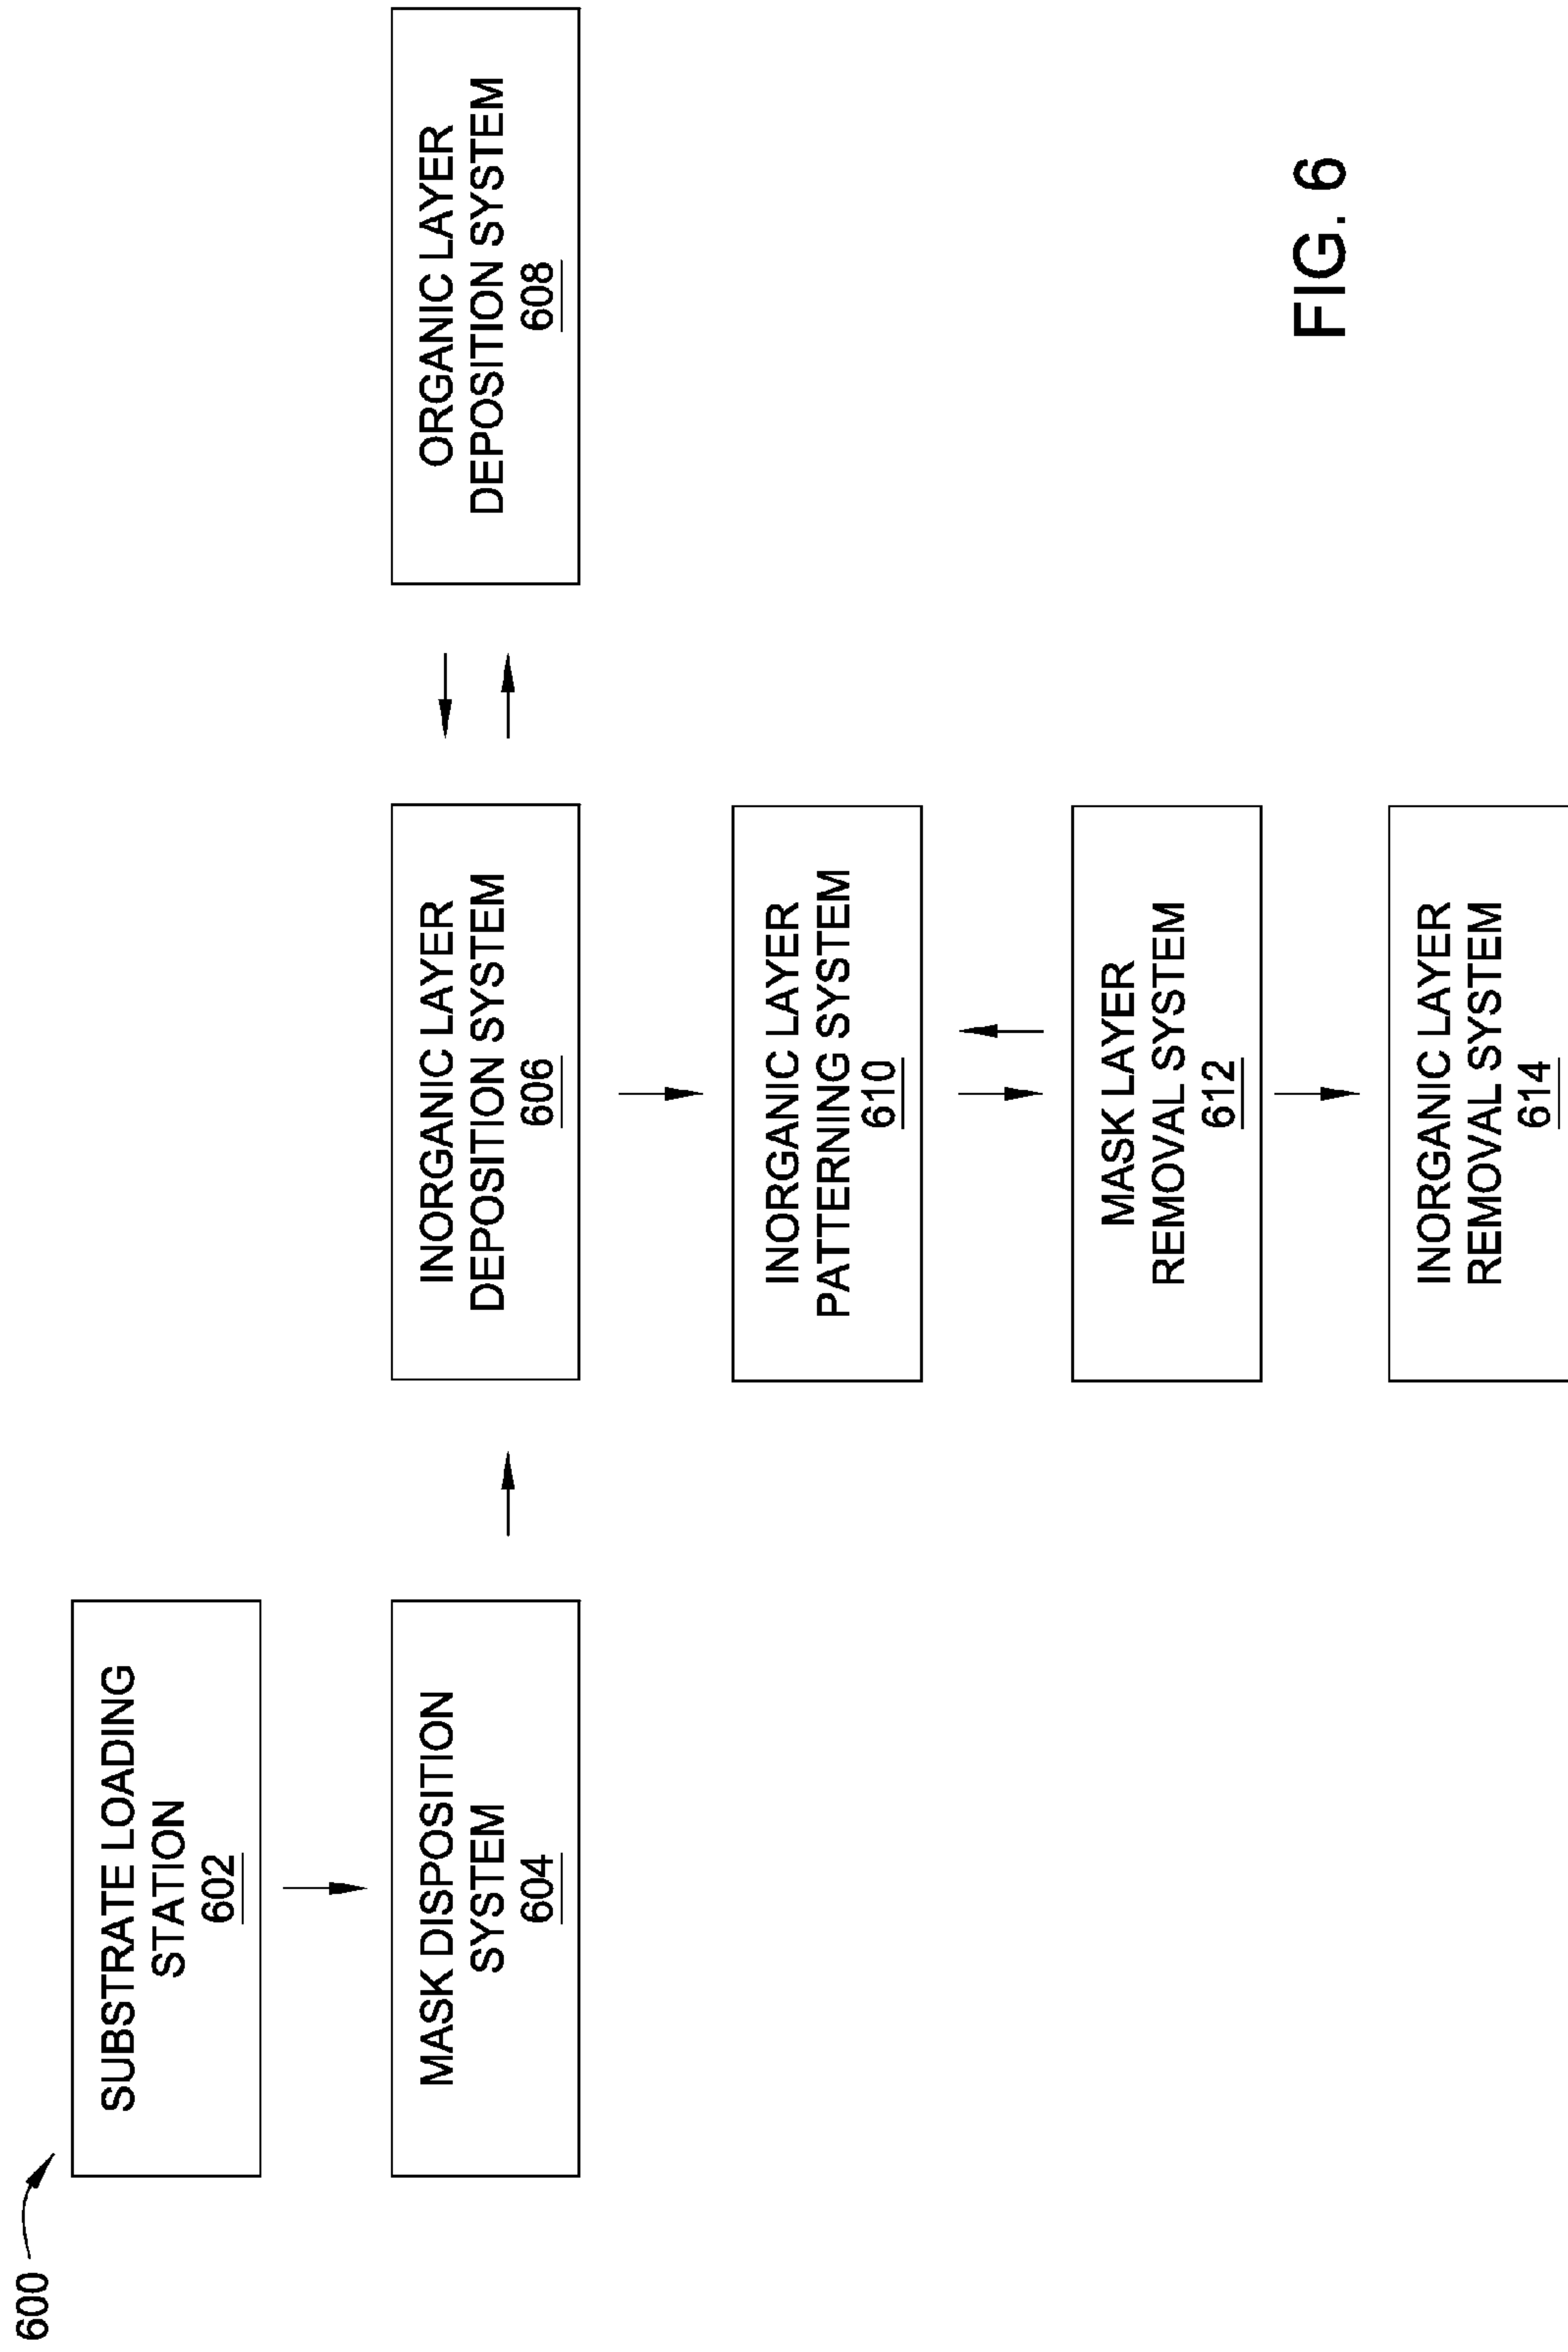 600
SUBSTRATE LOADING
STATION
602
MASK DISPOSITION
SYSTEM
604
INORGANIC LAYER
DEPOSITION SYSTEM
606
ORGANIC LAYER
DEPOSITION SYSTEM
608
INORGANIC LAYER
PATTERNING SYSTEM
610
MASK LAYER
REMOVAL SYSTEM
612
INORGANIC LAYER
REMOVAL SYSTEM
614
FIG. 6